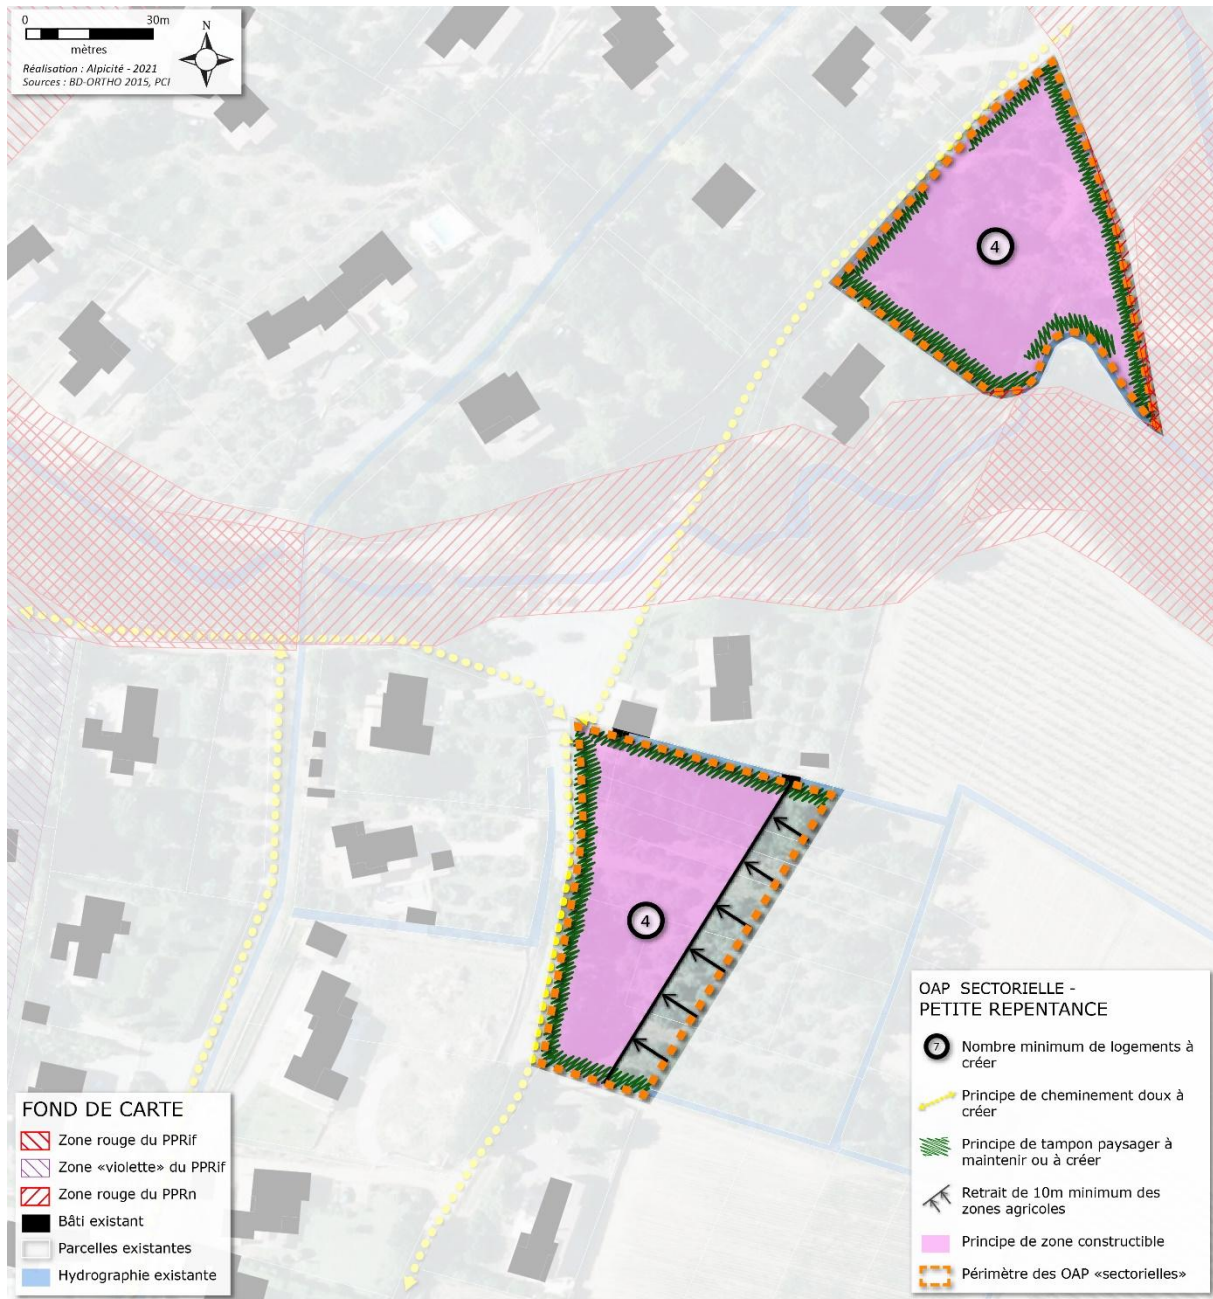 0 30m
mètres
N
Réalisation : Alpicité - 2021
Sources : BD-ORTHO 2015, PCI
4
4
OAP SECTORIELLE -
PETITE REPENTANCE
7
Nombre minimum de logements à
créer
Principe de cheminement doux à
créer
Principe de tampon paysager à
maintenir ou à créer
Retrait de 10m minimum des
zones agricoles
Principe de zone constructible
Périmètre des OAP «sectorielles»
FOND DE CARTE
Zone rouge du PPRif
Zone «violette» du PPRif
Zone rouge du PPRn
Bâti existant
Parcelles existantes
Hydrographie existante